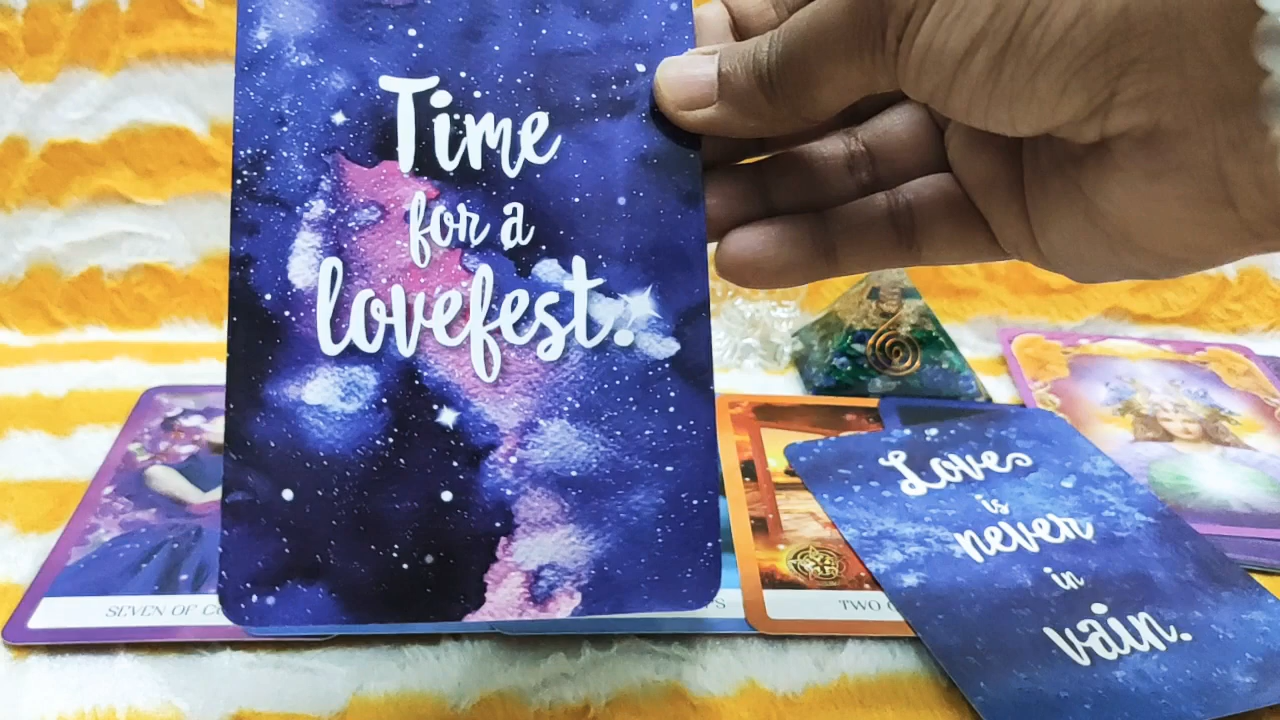 Time
for a
lovefest.
Love
is
never
in
vain.
SEVEN OF
TWO